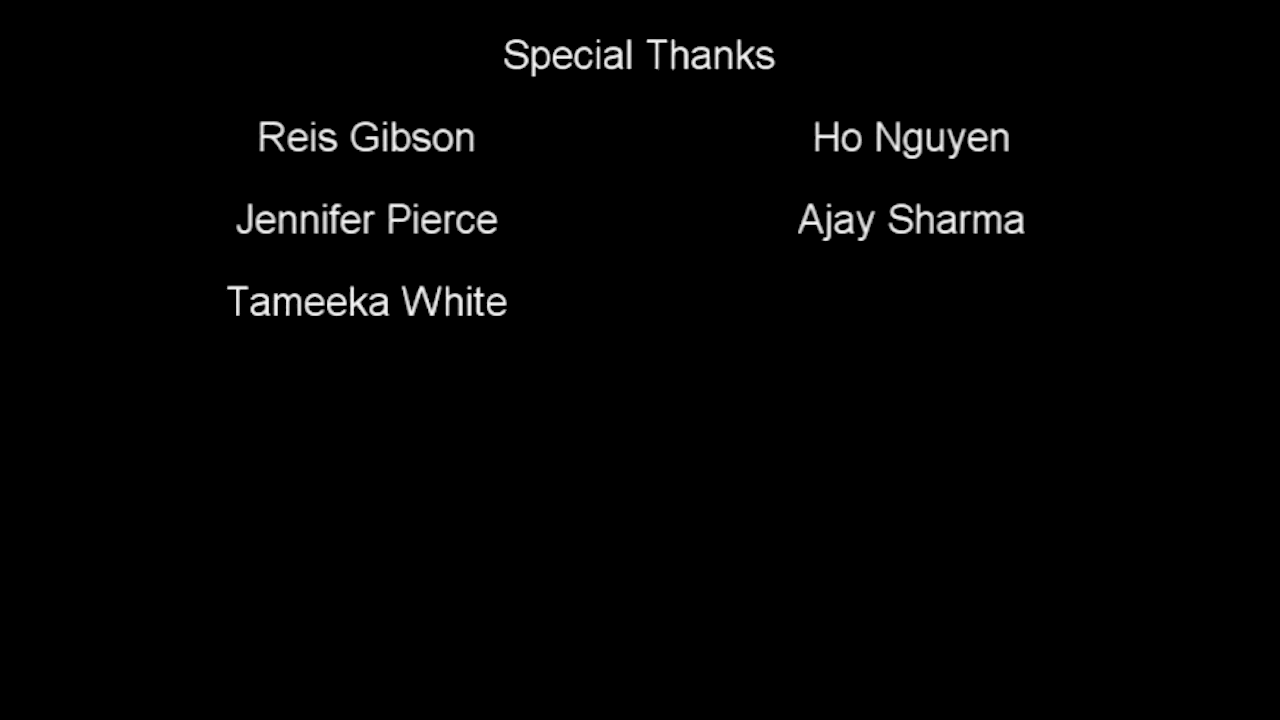 Special Thanks
Reis Gibson
Ho Nguyen
Jennifer Pierce
Ajay Sharma
Tameeka White